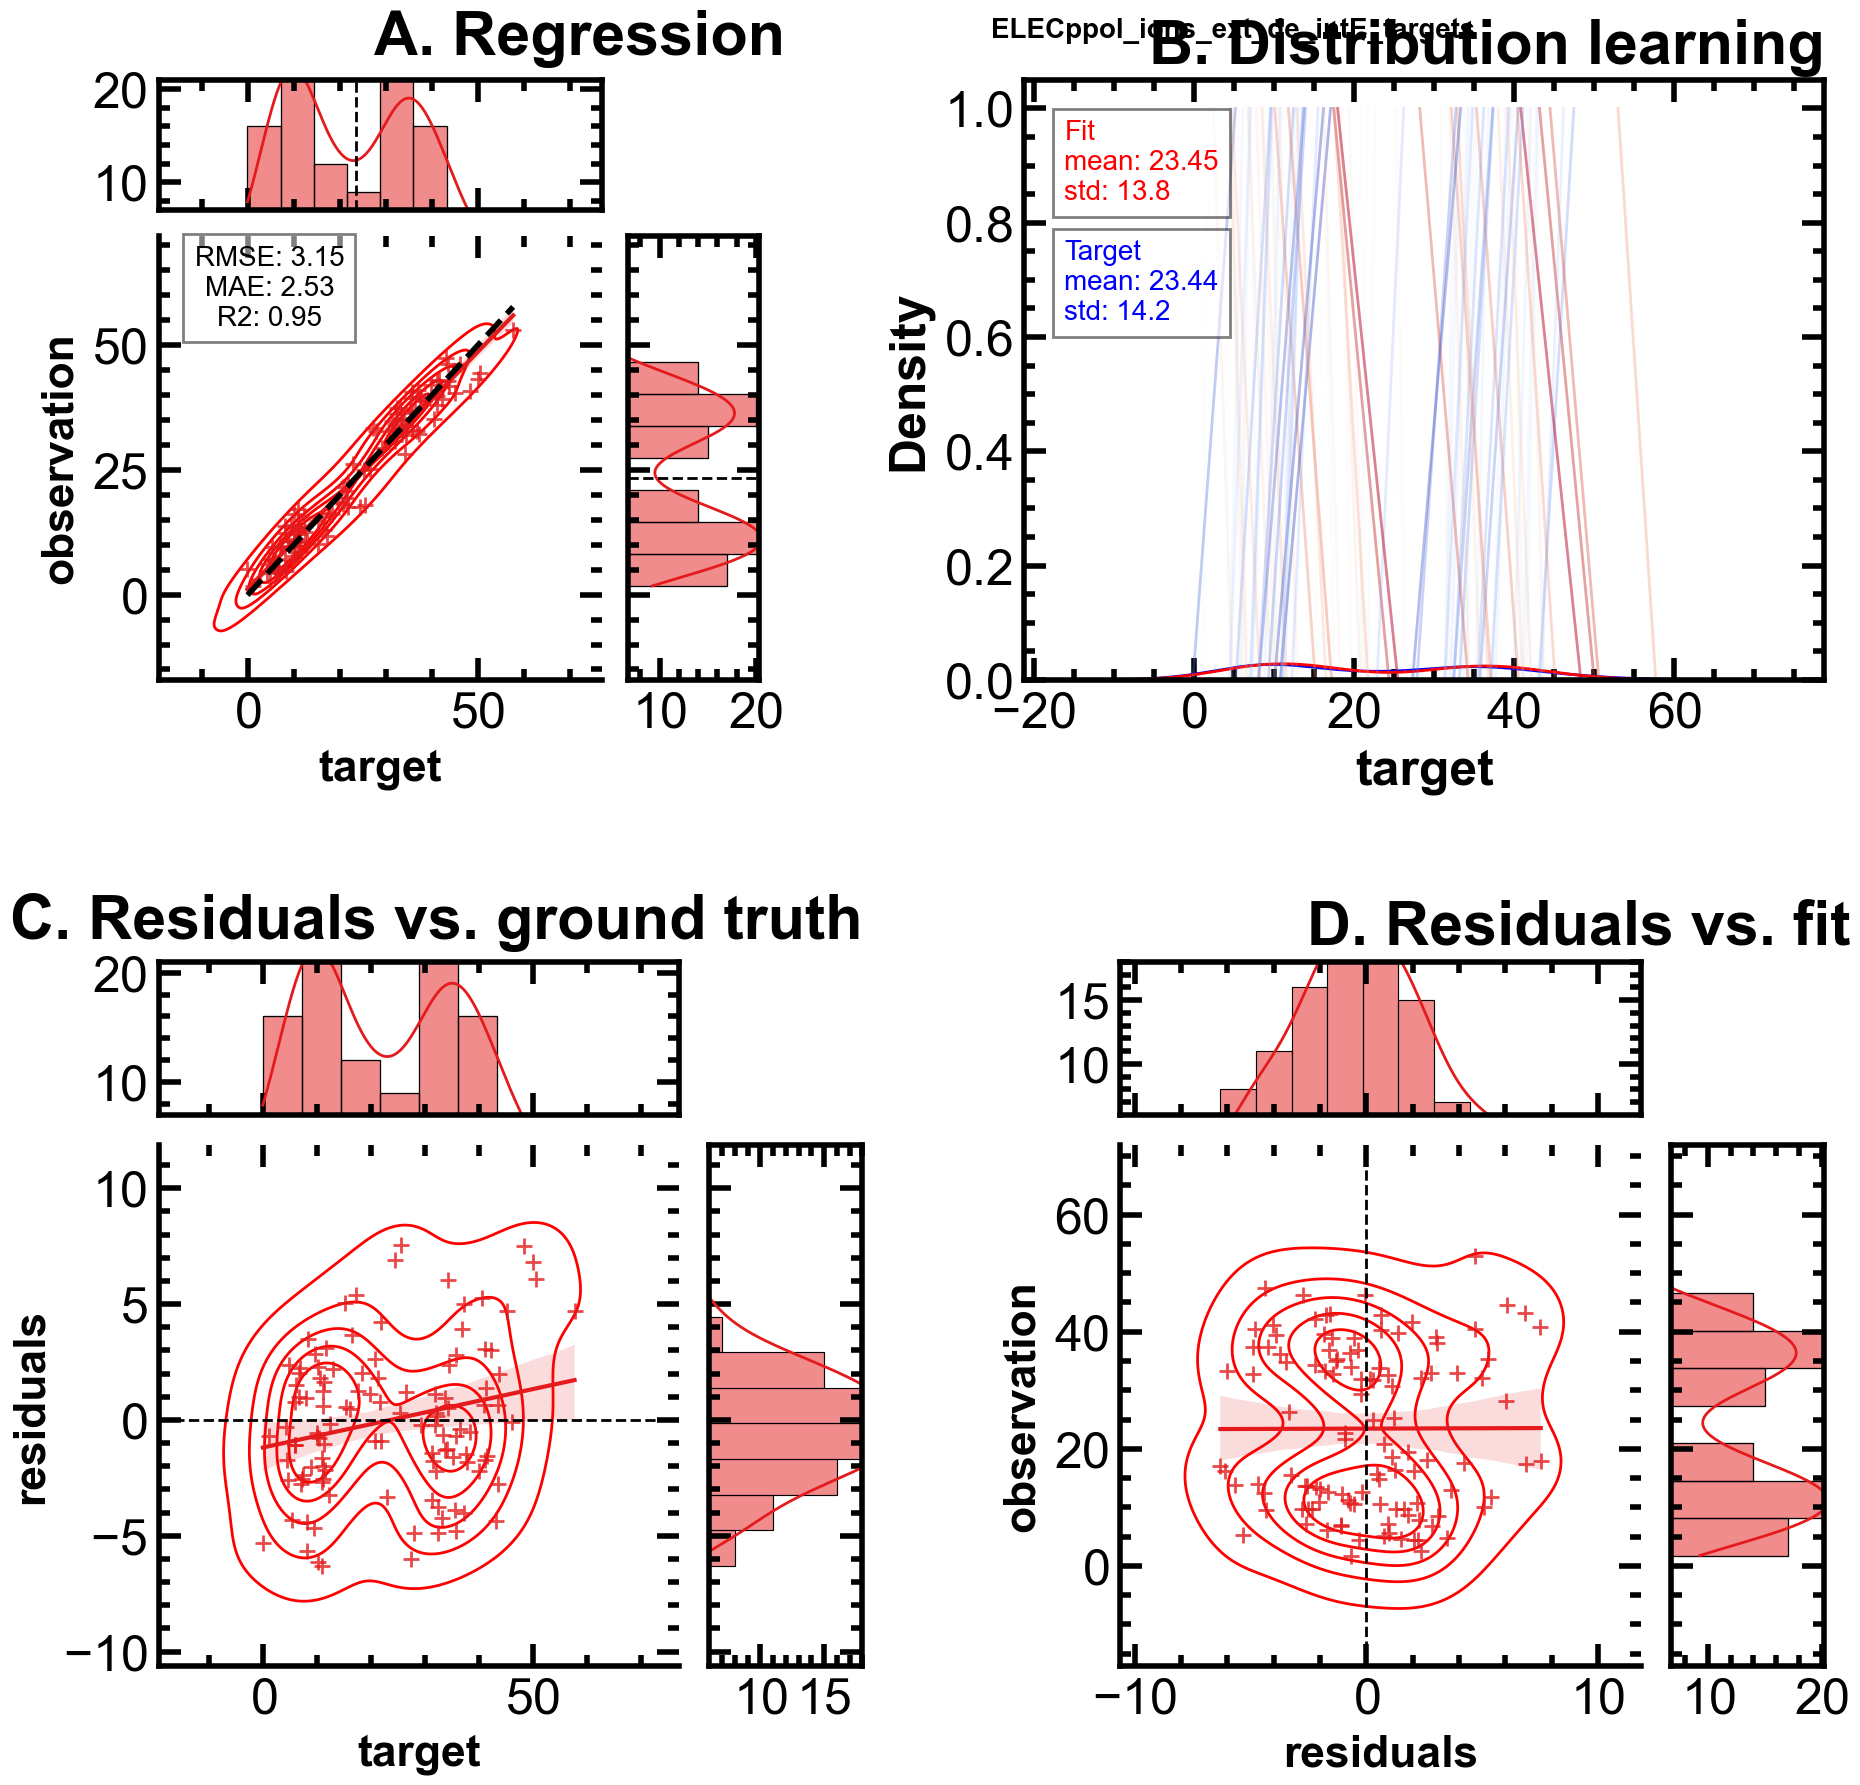 A. Regression
20
10
RMSE: 3.15
MAE: 2.53
R2: 0.95
50
25
0
observation
0
50
target
10
20
ELECppol_ions_ext_de_intE_targets
B. Distribution learning
1.0
0.8
0.6
0.4
0.2
0.0
Density
Fit
mean: 23.45
std: 13.8
Target
mean: 23.44
std: 14.2
−20
0
20
40
60
target
C. Residuals vs. ground truth
20
10
10
5
0
−5
−10
residuals
0
50
target
10
15
D. Residuals vs. fit
15
10
60
40
20
0
observation
−10
0
10
residuals
10
20